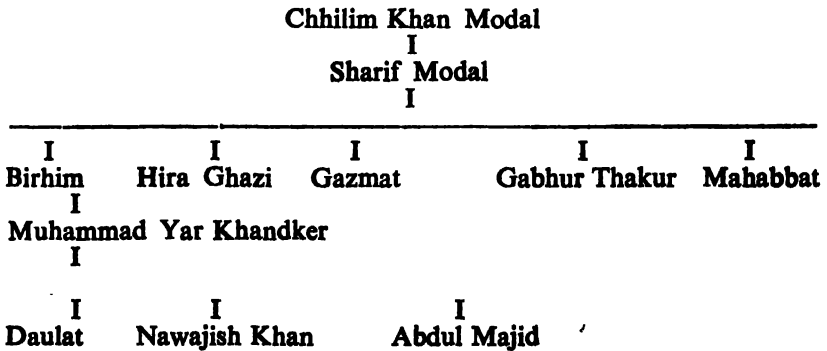 Chhilim Khan Modal
I
Sharif Modal
I
I I I I I
Birhim Hira Ghazi Gazmat Gabhur Thakur Mahabbat
I
Muhammad Yar Khandker
I
I I I
Daulat Nawajish Khan Abdul Majid